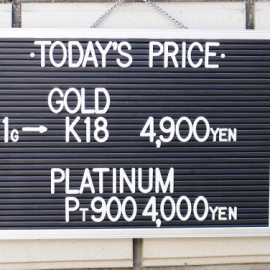 ·TODAY'S PRICE·
GOLD
1G→ K18 4,900YEN
PLATINUM
PT900 4,000YEN